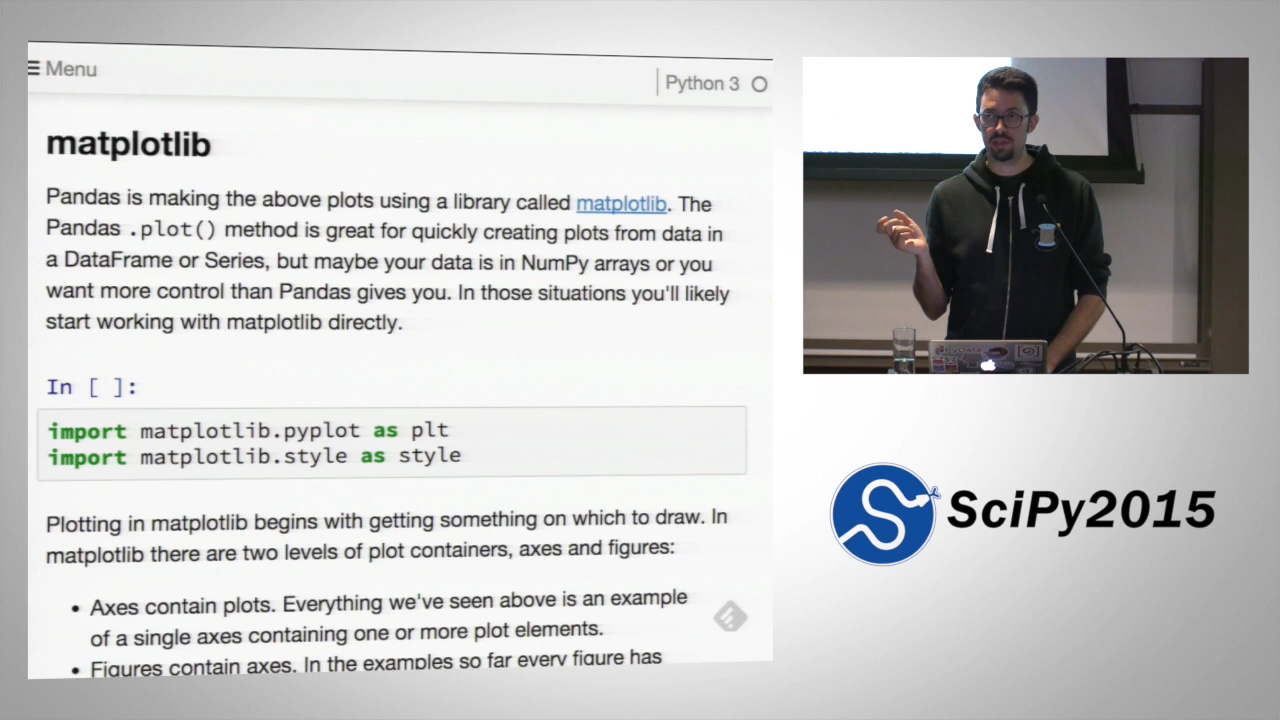 Menu
Python 3
matplotlib
Pandas is making the above plots using a library called matplotlib. The
Pandas .plot() method is great for quickly creating plots from data in
a DataFrame or Series, but maybe your data is in NumPy arrays or you
want more control than Pandas gives you. In those situations you'll likely
start working with matplotlib directly.
In [ ]:
import matplotlib.pyplot as plt
import matplotlib.style as style
Plotting in matplotlib begins with getting something on which to draw. In
matplotlib there are two levels of plot containers, axes and figures:
• Axes contain plots. Everything we've seen above is an example
of a single axes containing one or more plot elements.
• Figures contain axes. In the examples so far every figure has
PyData
SciPy2015